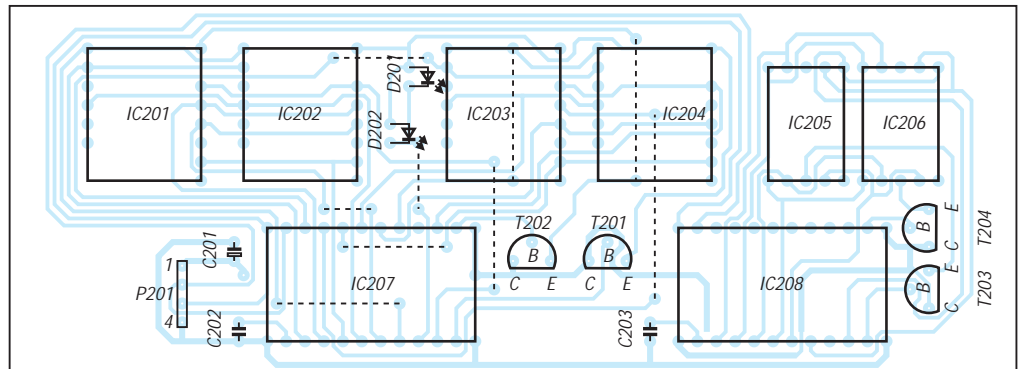 D201
IC201
IC202
IC203
IC204
IC205
IC206
D202
T202
T201
B
B
C E
C E
B
E
C
T204
C201
1
P201
4
C202
IC207
C203
IC208
B
E
C
T203